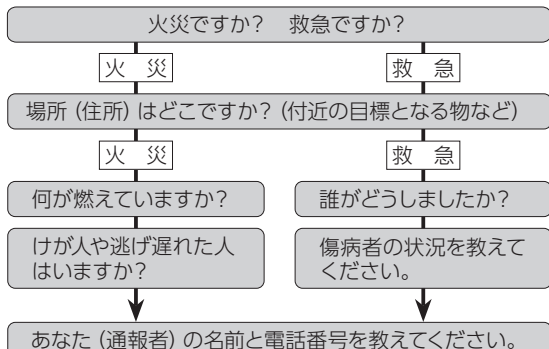 火災ですか？　救急ですか？
火　災
救　急
場所（住所）はどこですか？（付近の目標となる物など）
火　災
救　急
何が燃えていますか？
誰がどうしましたか？
けが人や逃げ遅れた人
はいますか？
傷病者の状況を教えて
ください。
あなた（通報者）の名前と電話番号を教えてください。